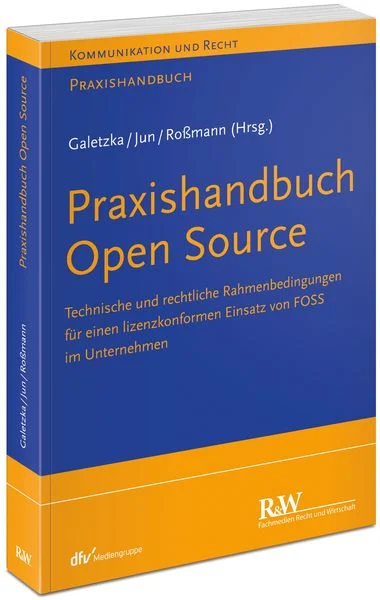 Kommunikation und Recht
Praxishandbuch
Galetzka / Jun / Roßmann (Hrsg.)
Praxishandbuch
Open Source
Technische und rechtliche Rahmenbedingungen
für einen lizenzkonformen Einsatz von FOSS
im Unternehmen
R&W
Fachmedien Recht und Wirtschaft
dfv Mediengruppe
Praxishandbuch Open Source
Galetzka / Jun / Roßmann
R&W